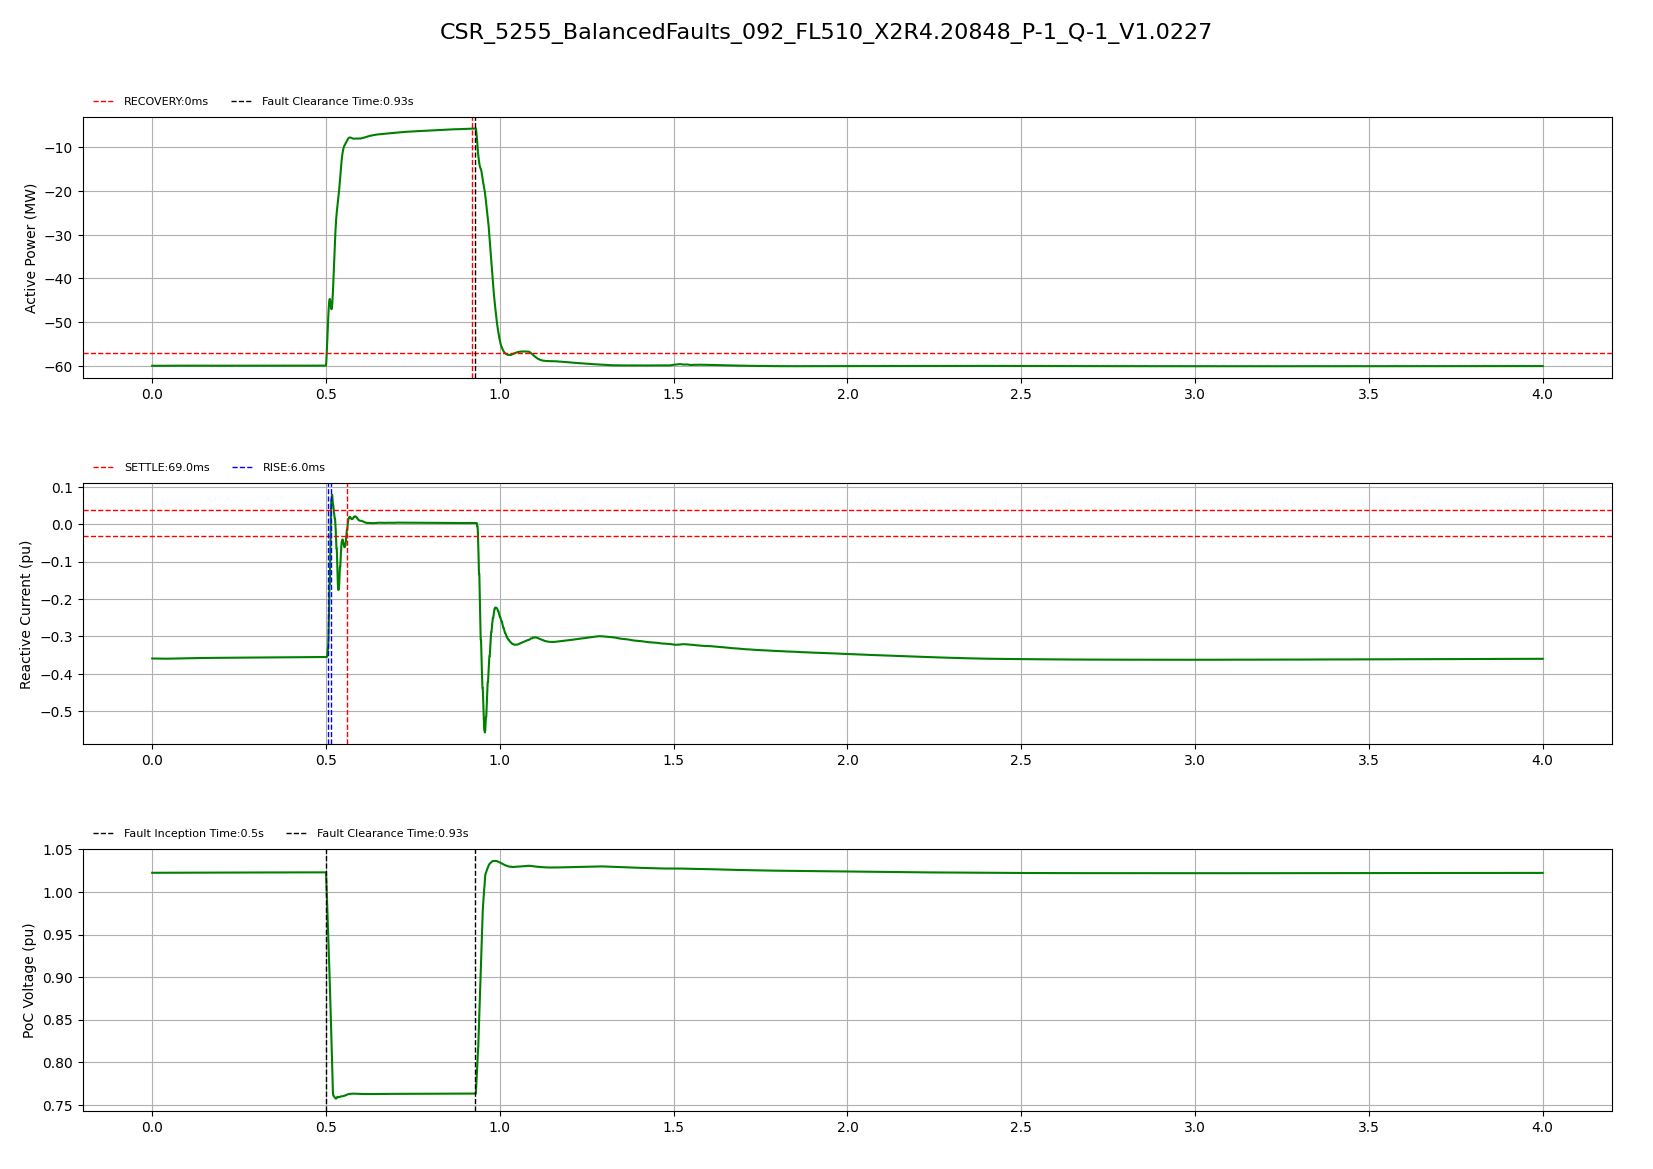 CSR_5255_BalancedFaults_092_FL510_X2R4.20848_P-1_Q-1_V1.0227
RECOVERY:0ms Fault Clearance Time:0.93s
Active Power (MW)
−10
−20
−30
−40
−50
−60
0.0 0.5 1.0 1.5 2.0 2.5 3.0 3.5 4.0
SETTLE:69.0ms RISE:6.0ms
Reactive Current (pu)
0.1
0.0
−0.1
−0.2
−0.3
−0.4
−0.5
0.0 0.5 1.0 1.5 2.0 2.5 3.0 3.5 4.0
Fault Inception Time:0.5s Fault Clearance Time:0.93s
PoC Voltage (pu)
1.05
1.00
0.95
0.90
0.85
0.80
0.75
0.0 0.5 1.0 1.5 2.0 2.5 3.0 3.5 4.0